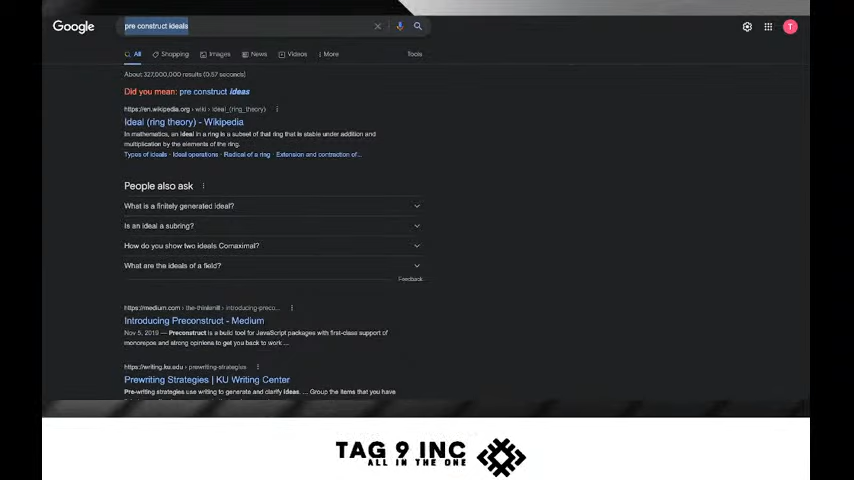 Google
pre construct ideals
All
Shopping
Images
News
Videos
More
Tools
About 327,000,000 results (0.57 seconds)
Did you mean: pre construct ideas
https://en.wikipedia.org › wiki › Ideal_(ring_theory)
Ideal (ring theory) - Wikipedia
In mathematics, an ideal in a ring is a subset of that ring that is stable under addition and
multiplication by the elements of the ring.
Types of ideals · Ideal operations · Radical of a ring · Extension and contraction of...
People also ask
What is a finitely generated ideal?
Is an ideal a subring?
How do you show two ideals Comaximal?
What are the ideals of a field?
Feedback
https://medium.com › the-thinkmill › introducing-preco...
Introducing Preconstruct - Medium
Nov 5, 2019 — Preconstruct is a build tool for JavaScript packages with first-class support of
monorepos and strong opinions to get you back to work ...
https://writing.ku.edu › prewriting-strategies
Prewriting Strategies | KU Writing Center
Pre-writing strategies use writing to generate and clarify ideas. ... Group the items that you have
T
TAG 9 INC
ALL IN THE ONE